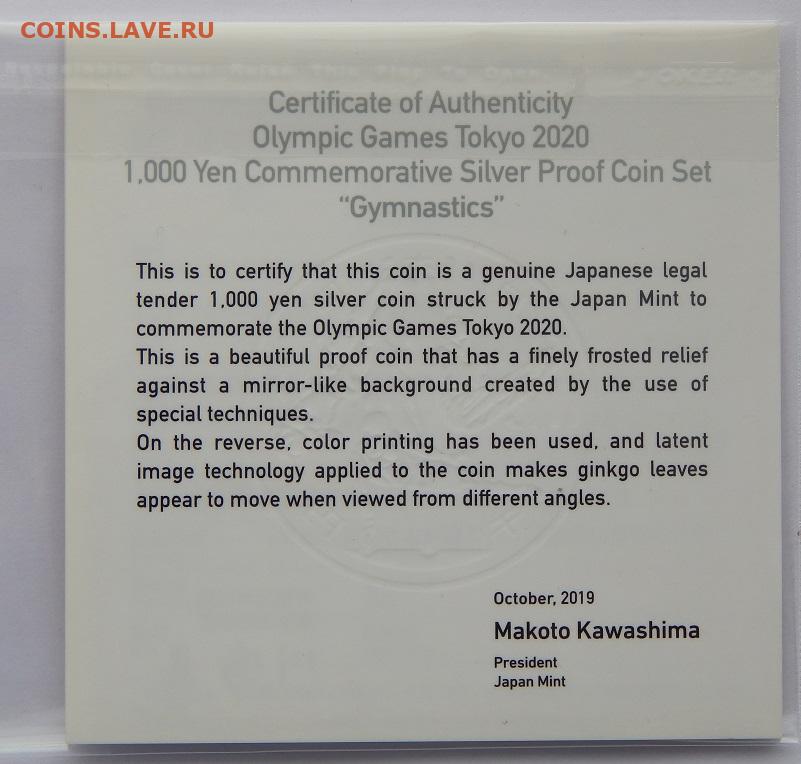 COINS.LAVE.RU
Certificate of Authenticity
Olympic Games Tokyo 2020
1,000 Yen Commemorative Silver Proof Coin Set
“Gymnastics”
This is to certify that this coin is a genuine Japanese legal
tender 1,000 yen silver coin struck by the Japan Mint to
commemorate the Olympic Games Tokyo 2020.
This is a beautiful proof coin that has a finely frosted relief
against a mirror-like background created by the use of
special techniques.
On the reverse, color printing has been used, and latent
image technology applied to the coin makes ginkgo leaves
appear to move when viewed from different angles.
October, 2019
Makoto Kawashima
President
Japan Mint